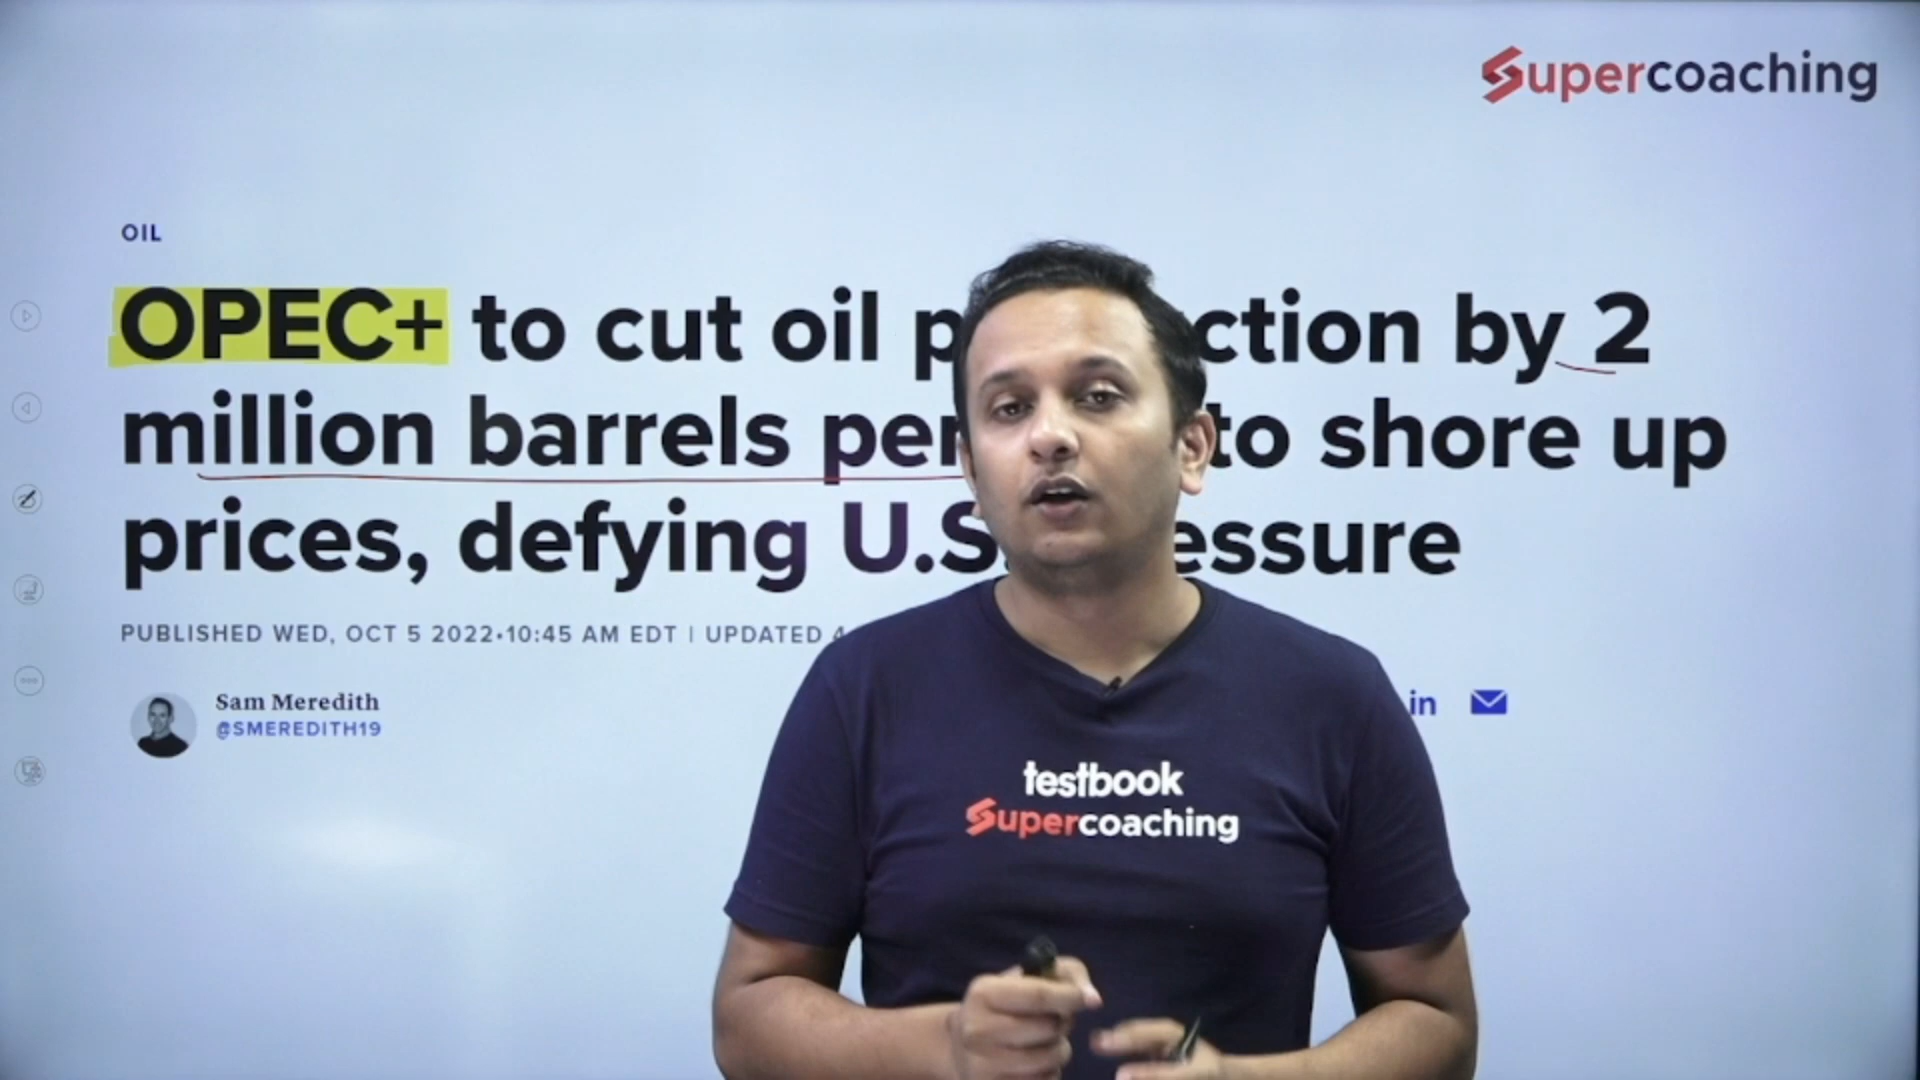 Supercoaching
OIL
OPEC+ to cut oil ction by 2
million barrels per to shore up
prices, defying U.S. essure
PUBLISHED WED, OCT 5 2022•10:45 AM EDT | UPDATED 4
Sam Meredith
@SMEREDITH19
in
testbook
Supercoaching